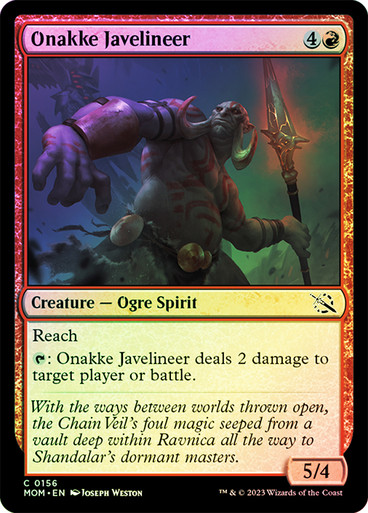 Onakke Javelineer 4
Creature — Ogre Spirit
Reach
: Onakke Javelineer deals 2 damage to
target player or battle.
With the ways between worlds thrown open,
the Chain Veil's foul magic seeped from a
vault deep within Ravnica all the way to
Shandalar's dormant masters.
5/4
C 0156
MOM • EN Joseph Weston
™ & © 2023 Wizards of the Coast